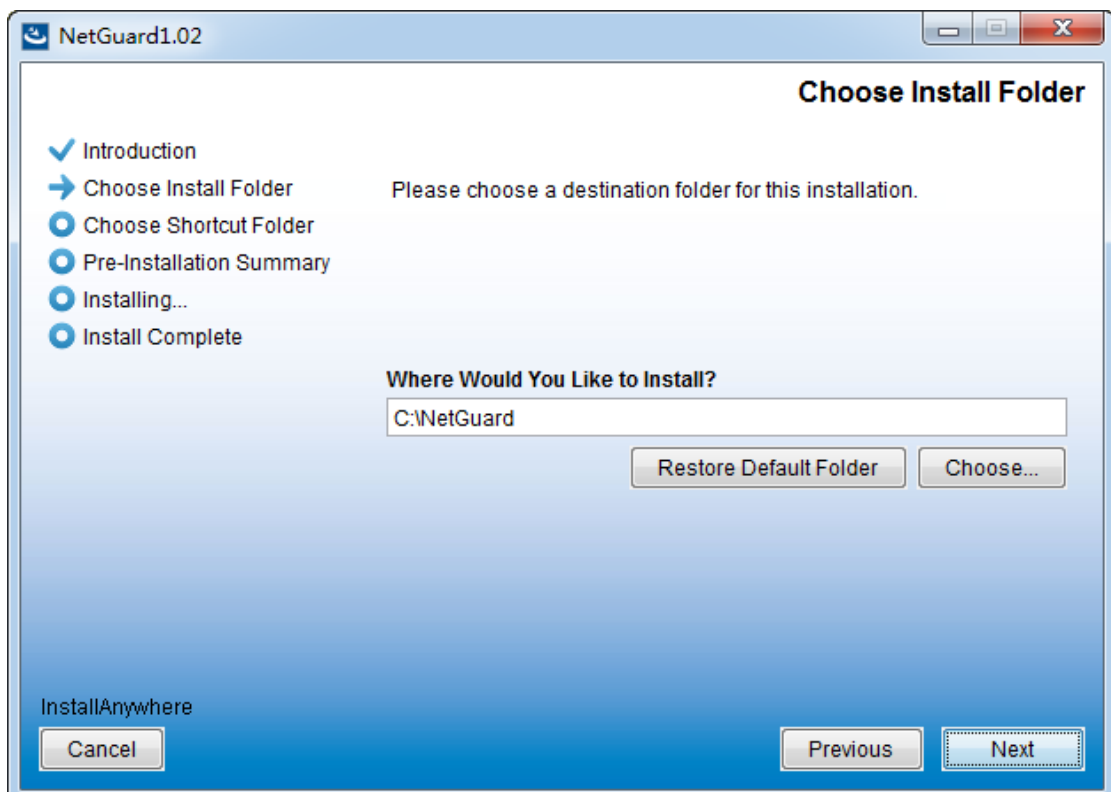 NetGuard1.02
Choose Install Folder
Introduction
Choose Install Folder
Please choose a destination folder for this installation.
Choose Shortcut Folder
Pre-Installation Summary
Installing...
Install Complete
Where Would You Like to Install?
C:\NetGuard
Restore Default Folder
Choose...
InstallAnywhere
Cancel
Previous
Next